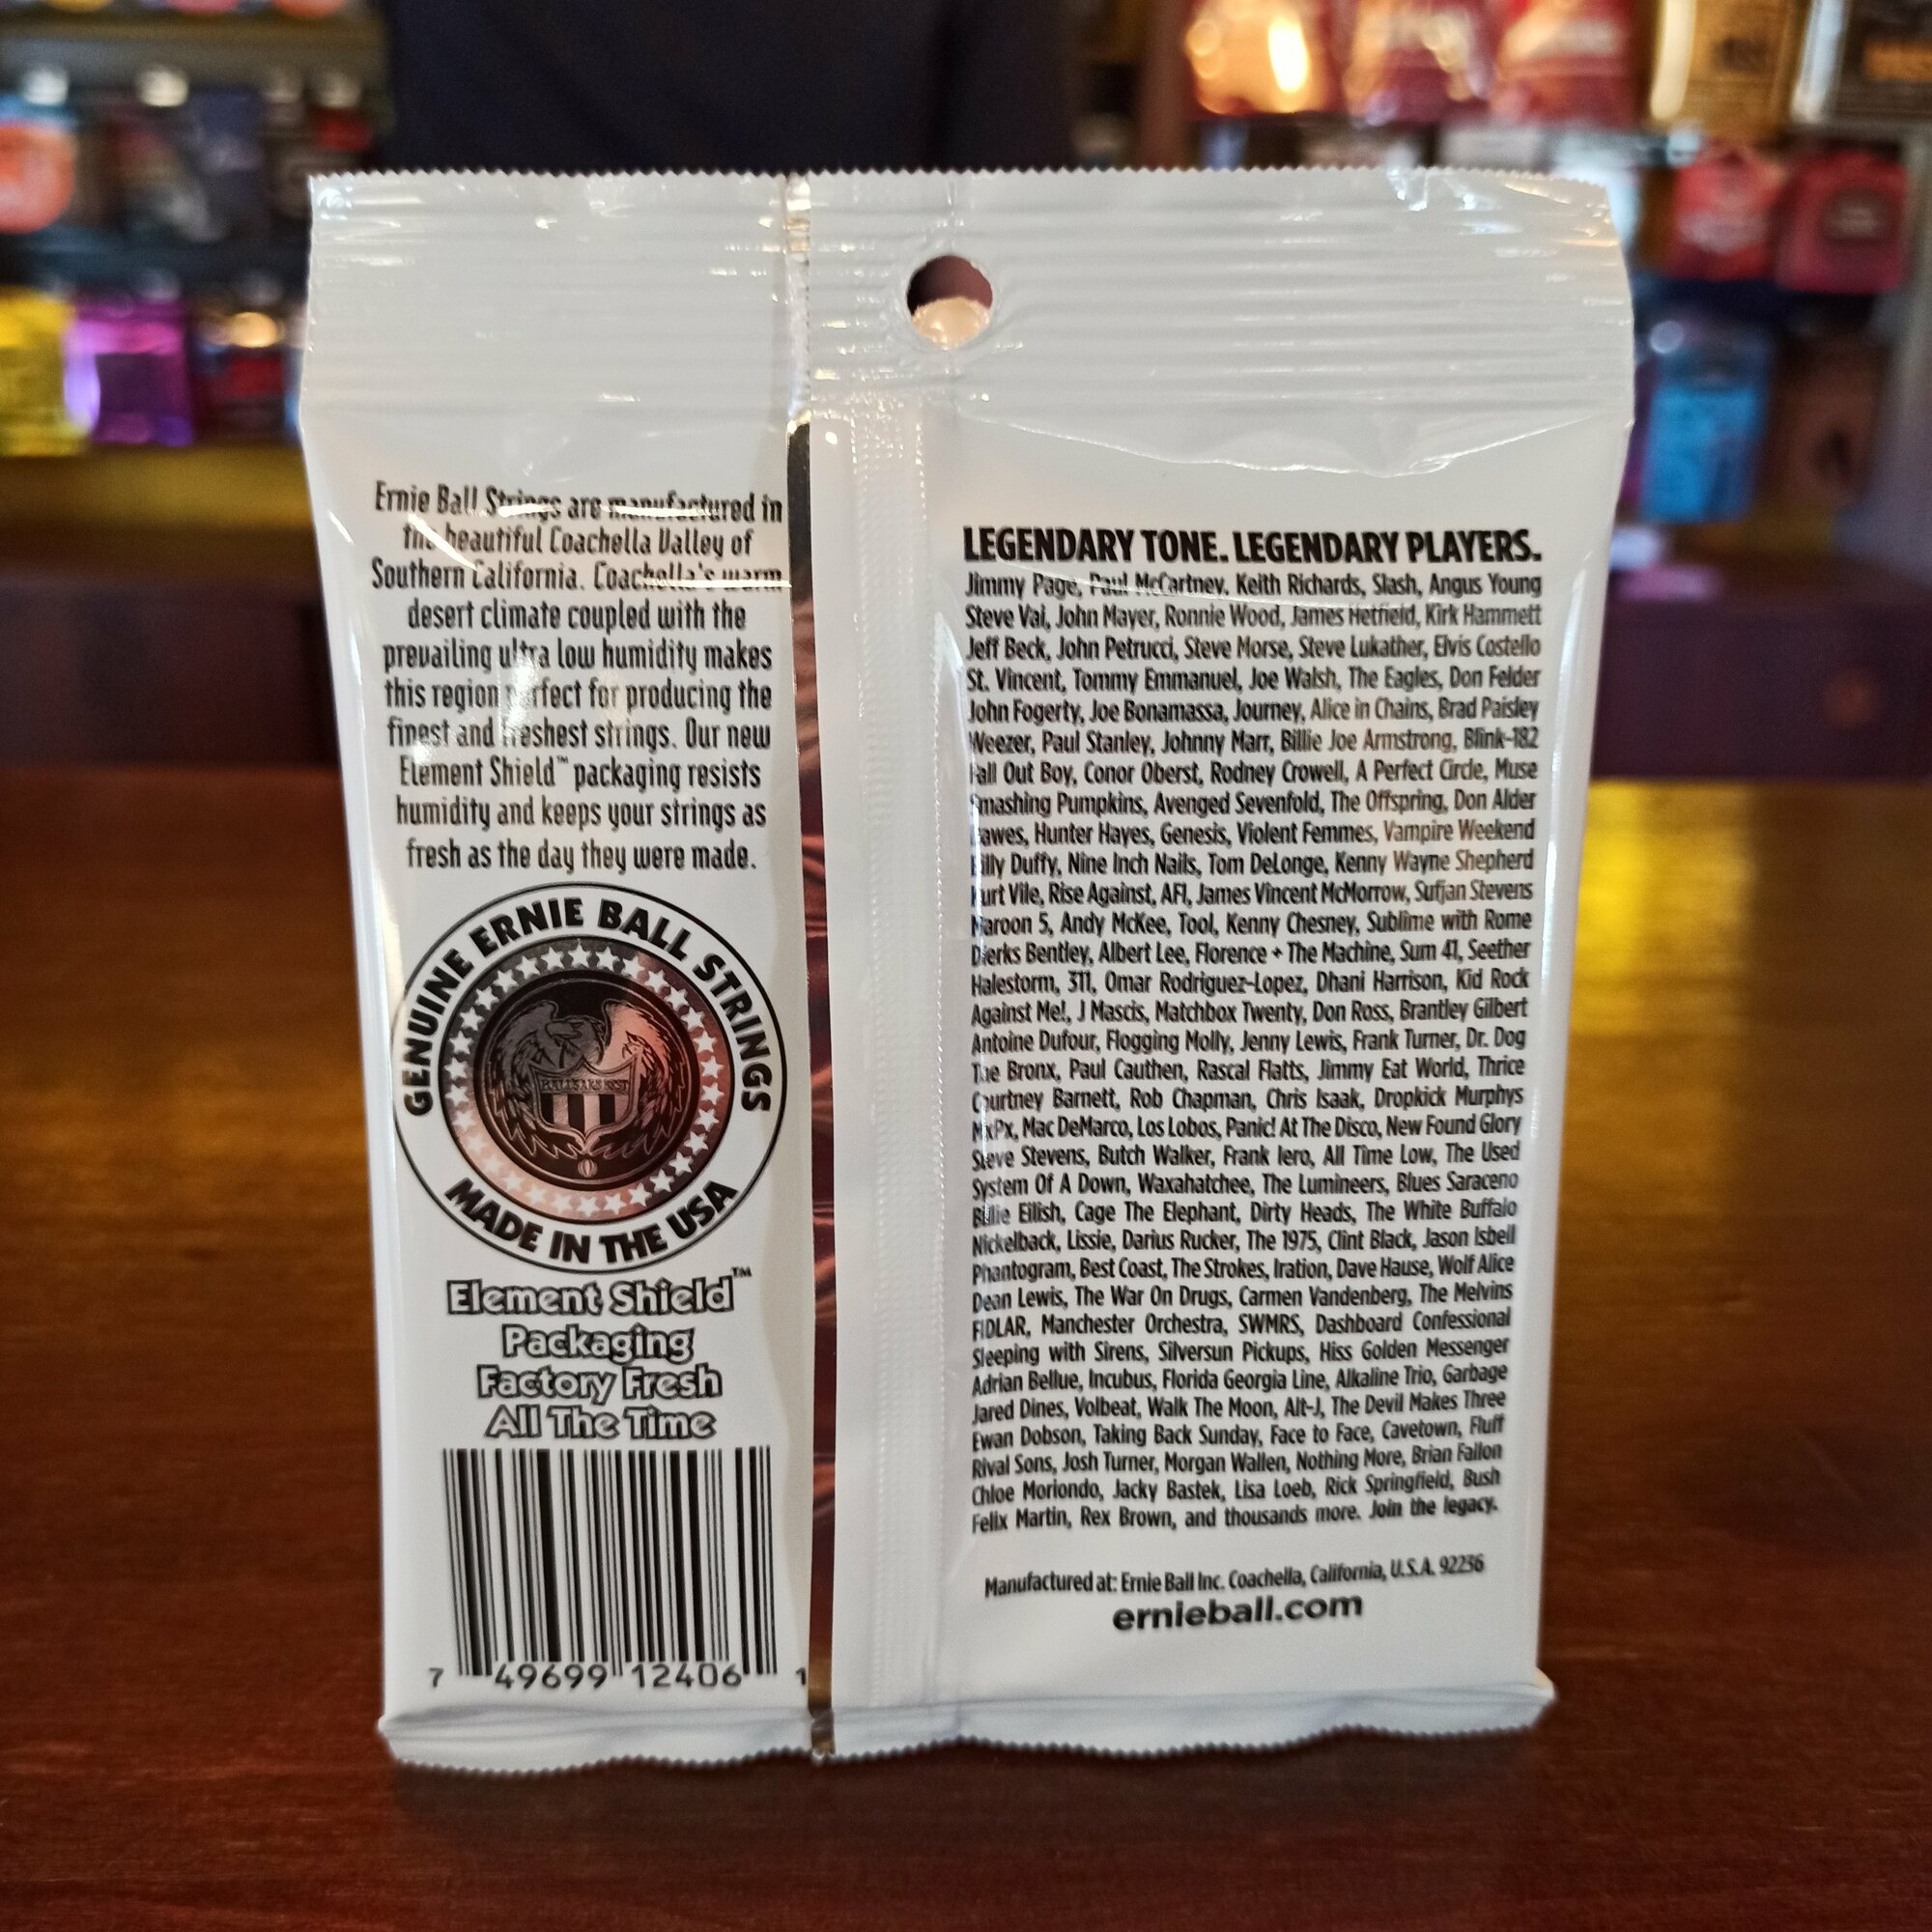 Ernie Ball Strings are manufactured in
the beautiful Coachella Valley of
Southern California. Coachella's warm
desert climate coupled with the
prevailing ultra low humidity makes
this region perfect for producing the
finest and freshest strings. Our new
Element Shield™ packaging resists
humidity and keeps your strings as
fresh as the day they were made.
GENUINE ERNIE BALL STRINGS
MADE IN THE USA
Element Shield™
Packaging
Factory Fresh
All The Time
7 49699 12406 1
LEGENDARY TONE. LEGENDARY PLAYERS.
Jimmy Page, Paul McCartney, Keith Richards, Slash, Angus Young
Steve Vai, John Mayer, Ronnie Wood, James Hetfield, Kirk Hammett
Jeff Beck, John Petrucci, Steve Morse, Steve Lukather, Elvis Costello
St. Vincent, Tommy Emmanuel, Joe Walsh, The Eagles, Don Felder
John Fogerty, Joe Bonamassa, Journey, Alice in Chains, Brad Paisley
Weezer, Paul Stanley, Johnny Marr, Billie Joe Armstrong, Blink-182
Fall Out Boy, Conor Oberst, Rodney Crowell, A Perfect Circle, Muse
Smashing Pumpkins, Avenged Sevenfold, The Offspring, Don Alder
Dawes, Hunter Hayes, Genesis, Violent Femmes, Vampire Weekend
Billy Duffy, Nine Inch Nails, Tom DeLonge, Kenny Wayne Shepherd
Kurt Vile, Rise Against, AFI, James Vincent McMorrow, Sufjan Stevens
Maroon 5, Andy McKee, Tool, Kenny Chesney, Sublime with Rome
Dierks Bentley, Albert Lee, Florence + The Machine, Sum 41, Seether
Halestorm, 311, Omar Rodriguez-Lopez, Dhani Harrison, Kid Rock
Against Me!, J Mascis, Matchbox Twenty, Don Ross, Brantley Gilbert
Antoine Dufour, Flogging Molly, Jenny Lewis, Frank Turner, Dr. Dog
The Bronx, Paul Cauthen, Rascal Flatts, Jimmy Eat World, Thrice
Courtney Barnett, Rob Chapman, Chris Isaak, Dropkick Murphys
MxPx, Mac DeMarco, Los Lobos, Panic! At The Disco, New Found Glory
Steve Stevens, Butch Walker, Frank Iero, All Time Low, The Used
System Of A Down, Waxahatchee, The Lumineers, Blues Saraceno
Billie Eilish, Cage The Elephant, Dirty Heads, The White Buffalo
Nickelback, Lissie, Darius Rucker, The 1975, Clint Black, Jason Isbell
Phantogram, Best Coast, The Strokes, Iration, Dave Hause, Wolf Alice
Dean Lewis, The War On Drugs, Carmen Vandenberg, The Melvins
FIDLAR, Manchester Orchestra, SWMRS, Dashboard Confessional
Sleeping with Sirens, Silversun Pickups, Hiss Golden Messenger
Adrian Bellue, Incubus, Florida Georgia Line, Alkaline Trio, Garbage
Jared Dines, Volbeat, Walk The Moon, Alt-J, The Devil Makes Three
Ewan Dobson, Taking Back Sunday, Face to Face, Cavetown, Fluff
Rival Sons, Josh Turner, Morgan Wallen, Nothing More, Brian Fallon
Chloe Moriondo, Jacky Bastek, Lisa Loeb, Rick Springfield, Bush
Felix Martin, Rex Brown, and thousands more. Join the legacy.
Manufactured at: Ernie Ball Inc. Coachella, California, U.S.A. 92236
ernieball.com